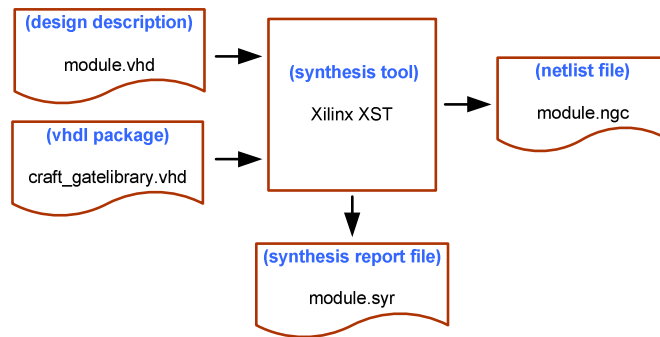 (design description)
module.vhd
(vhdl package)
craft_gatelibrary.vhd
(synthesis tool)
Xilinx XST
(netlist file)
module.ngc
(synthesis report file)
module.syr